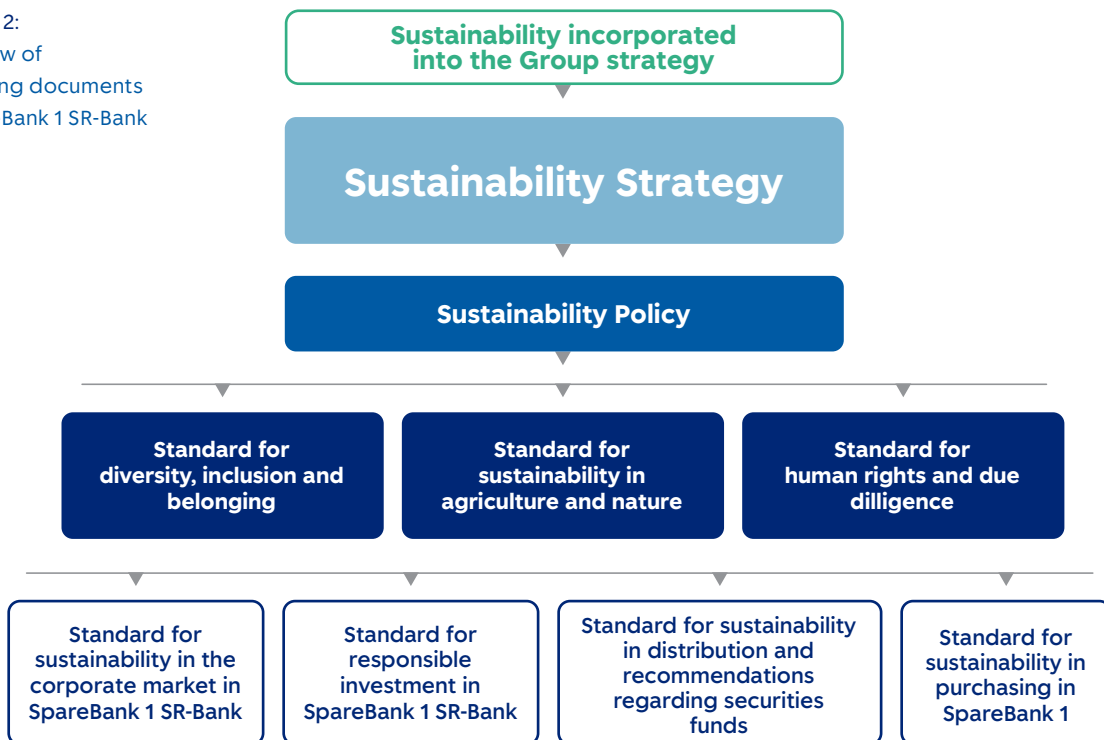 2:
w of
ng documents
Bank 1 SR-Bank
Sustainability incorporated
into the Group strategy
Sustainability Strategy
Sustainability Policy
Standard for
diversity, inclusion and
belonging
Standard for
sustainability in
agriculture and nature
Standard for
human rights and due
dilligence
Standard for
sustainability in the
corporate market in
SpareBank 1 SR-Bank
Standard for
responsible
investment in
SpareBank 1 SR-Bank
Standard for sustainability
in distribution and
recommendations
regarding securities
funds
Standard for
sustainability in
purchasing in
SpareBank 1